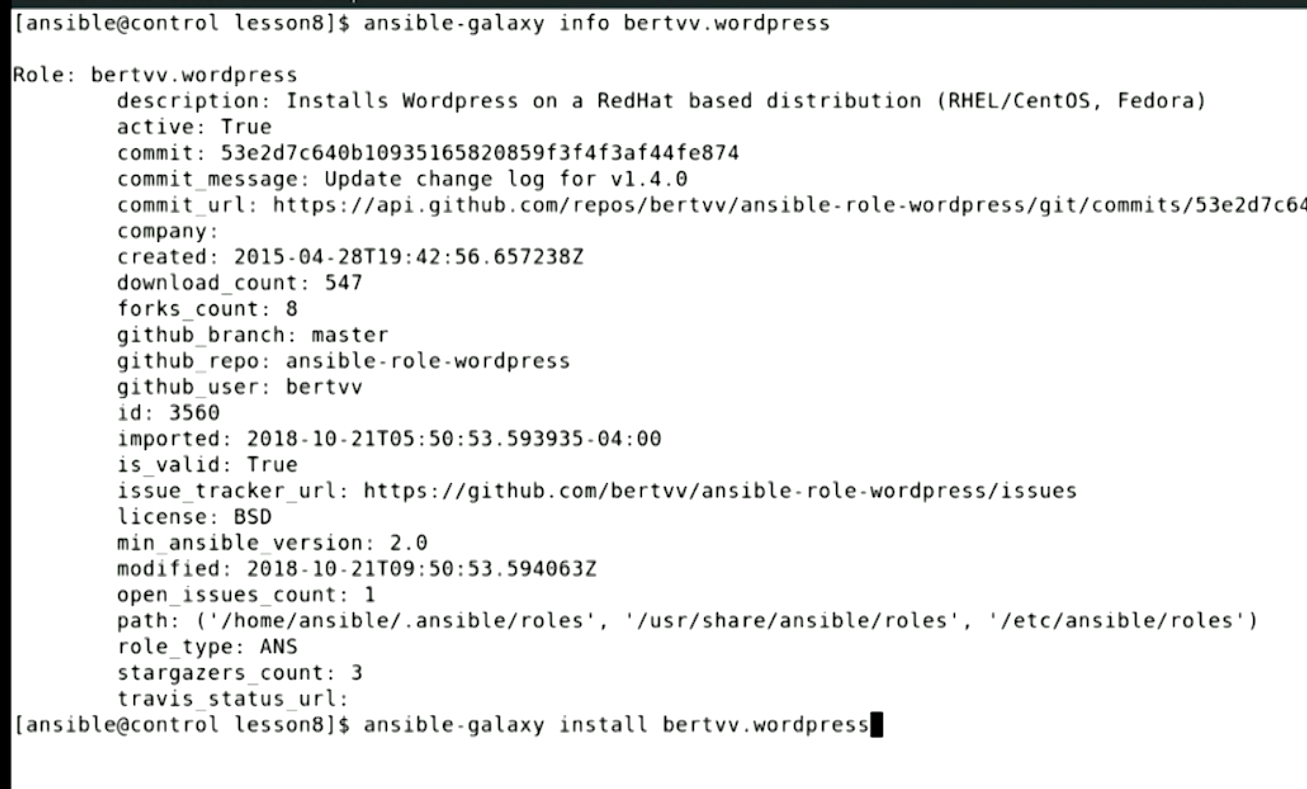 [ansible@control lesson8]$ ansible-galaxy info bertvv.wordpress
Role: bertvv.wordpress
description: Installs Wordpress on a RedHat based distribution (RHEL/CentOS, Fedora)
active: True
commit: 53e2d7c640b10935165820859f3f4f3af44fe874
commit_message: Update change log for v1.4.0
commit_url: https://api.github.com/repos/bertvv/ansible-role-wordpress/git/commits/53e2d7c64
company:
created: 2015-04-28T19:42:56.657238Z
download_count: 547
forks_count: 8
github_branch: master
github_repo: ansible-role-wordpress
github_user: bertvv
id: 3560
imported: 2018-10-21T05:50:53.593935-04:00
is_valid: True
issue_tracker_url: https://github.com/bertvv/ansible-role-wordpress/issues
license: BSD
min_ansible_version: 2.0
modified: 2018-10-21T09:50:53.594063Z
open_issues_count: 1
path: ('/home/ansible/.ansible/roles', '/usr/share/ansible/roles', '/etc/ansible/roles')
role_type: ANS
stargazers_count: 3
travis_status_url:
[ansible@control lesson8]$ ansible-galaxy install bertvv.wordpress